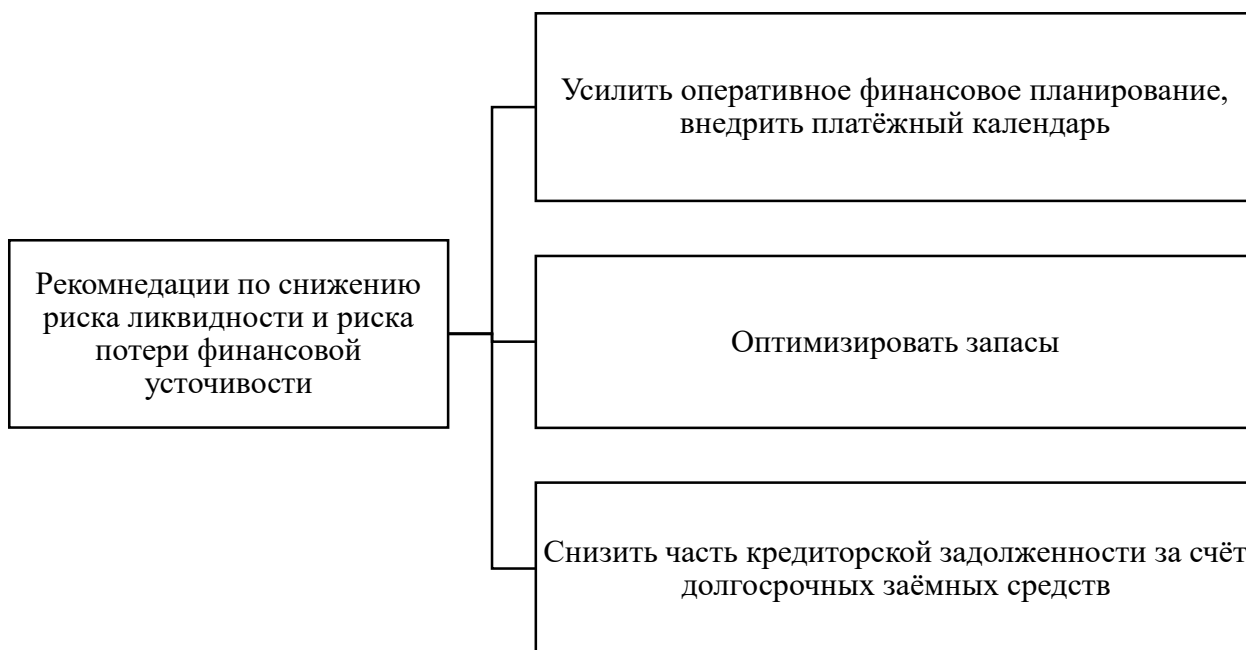 Усилить оперативное финансовое планирование,
внедрить платёжный календарь
Рекомнедации по снижению
риска ликвидности и риска
потери финансовой
усточивости
Оптимизировать запасы
Снизить часть кредиторской задолженности за счёт
долгосрочных заёмных средств